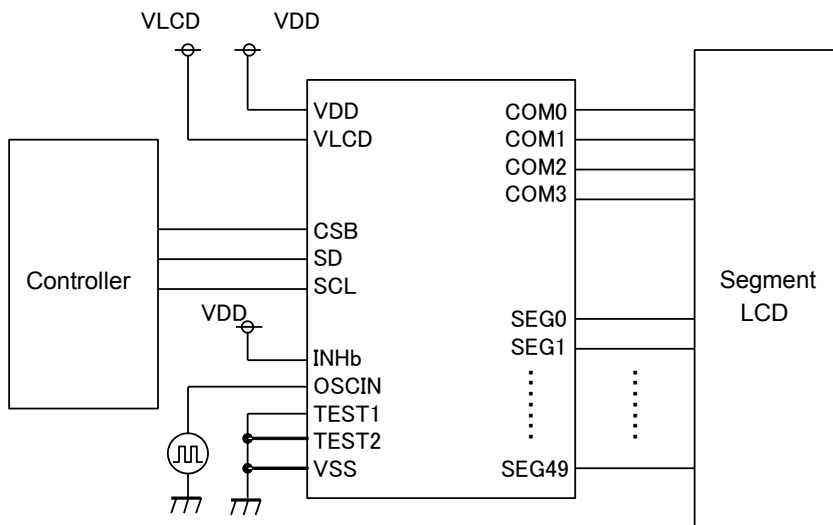 VLCD VDD
VDD
VLCD
CSB
SD
SCL
INHb
OSCIN
TEST1
TEST2
VSS
COM0
COM1
COM2
COM3
SEG0
SEG1
SEG49
Controller
VDD
Segment
LCD